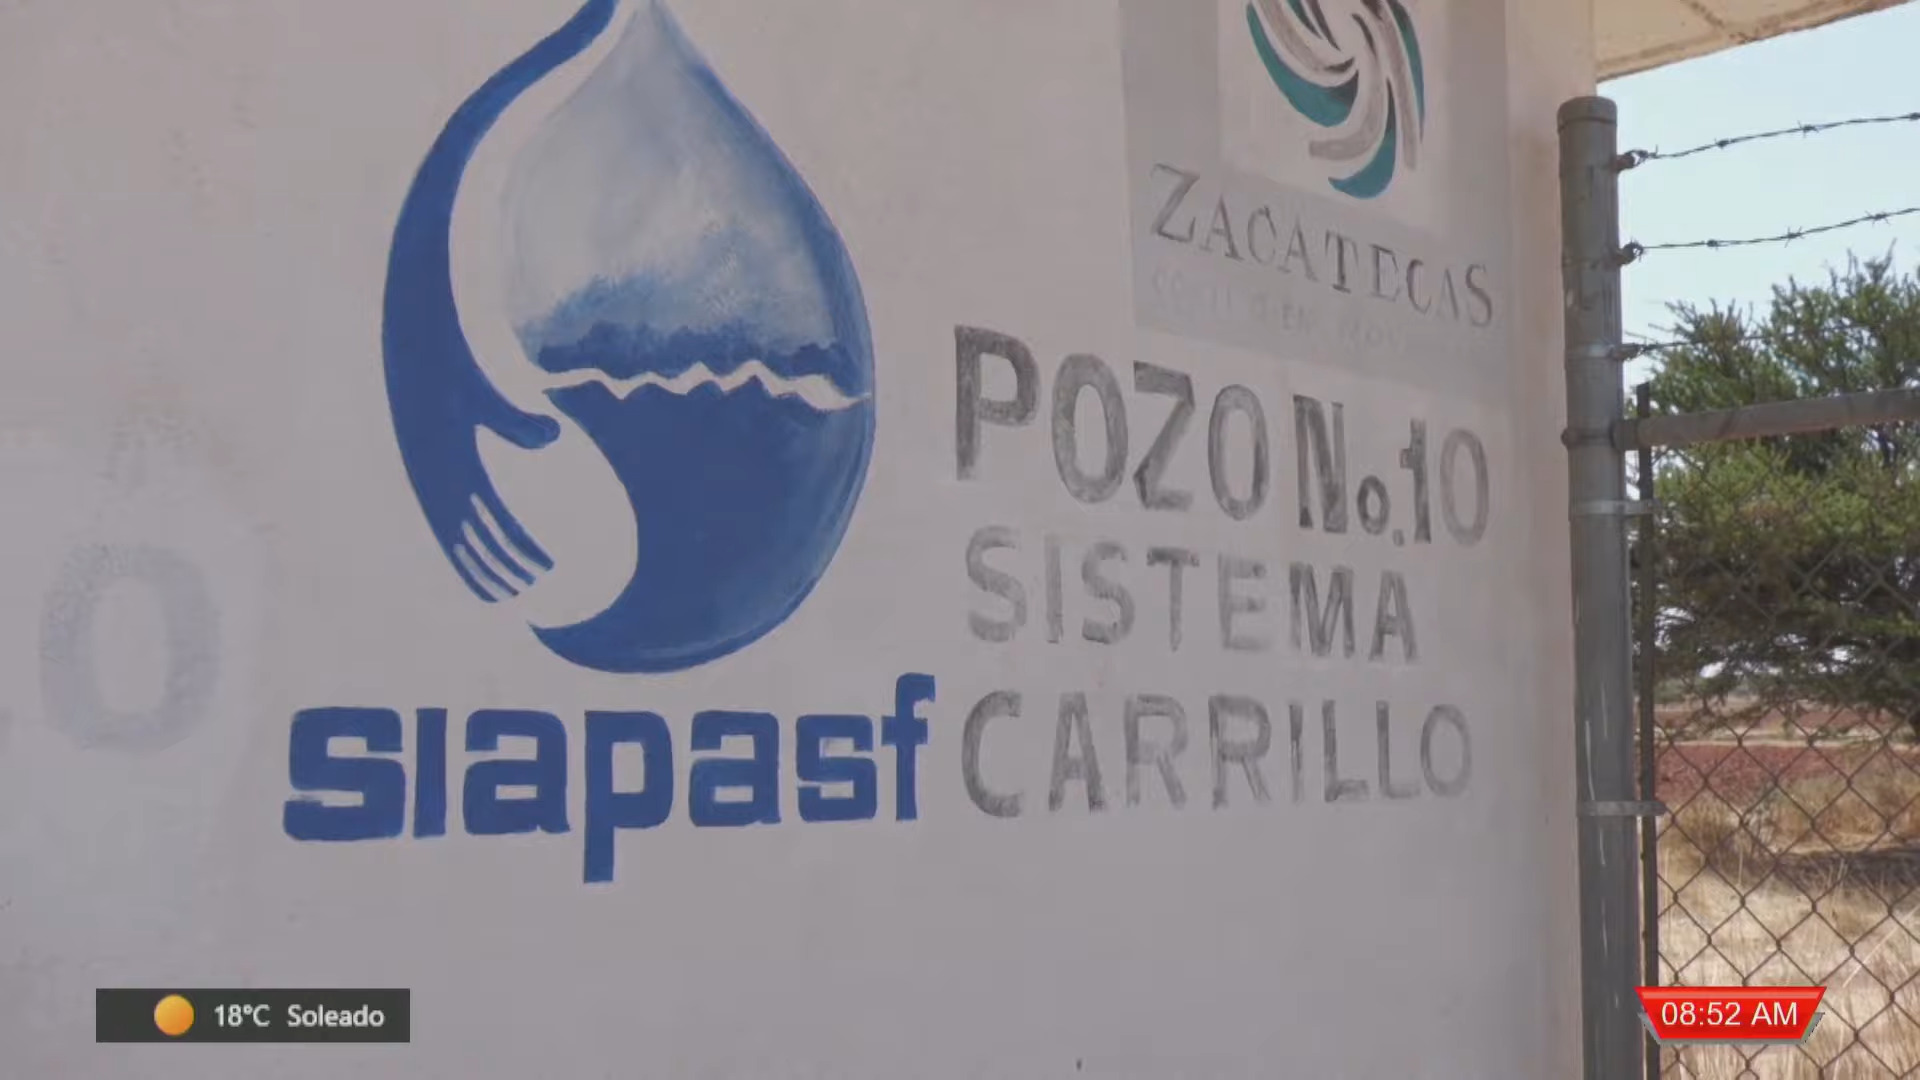 ZACATECAS
POZO No.10
SISTEMA
CARRILLO
siapasf
O
18°C Soleado
08:52 AM